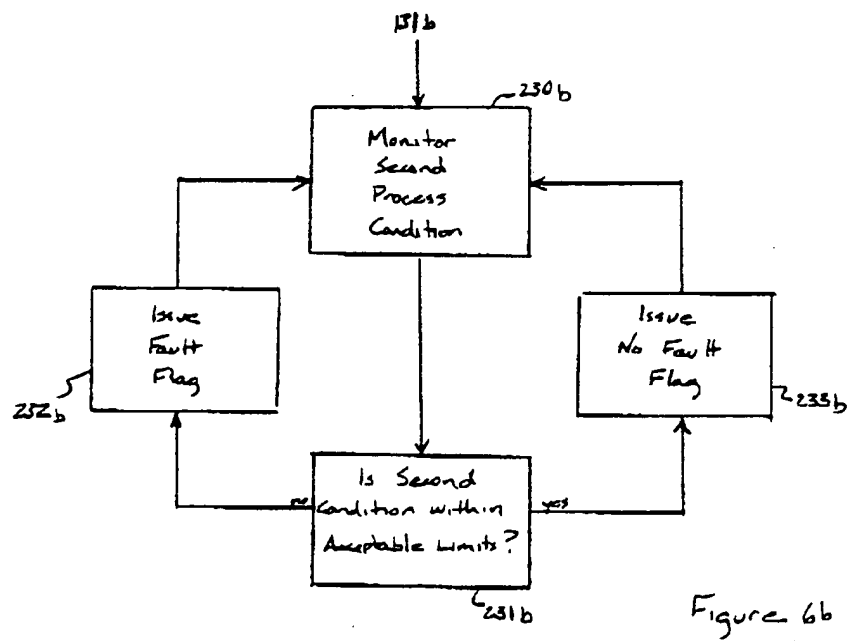 131b
230b
Monitor
Second
Process
Condition
Issue
Fault
Flag
232b
Issue
No Fault
Flag
233b
no
Is Second
Condition within
Acceptable Limits?
yes
231b
Figure 6b